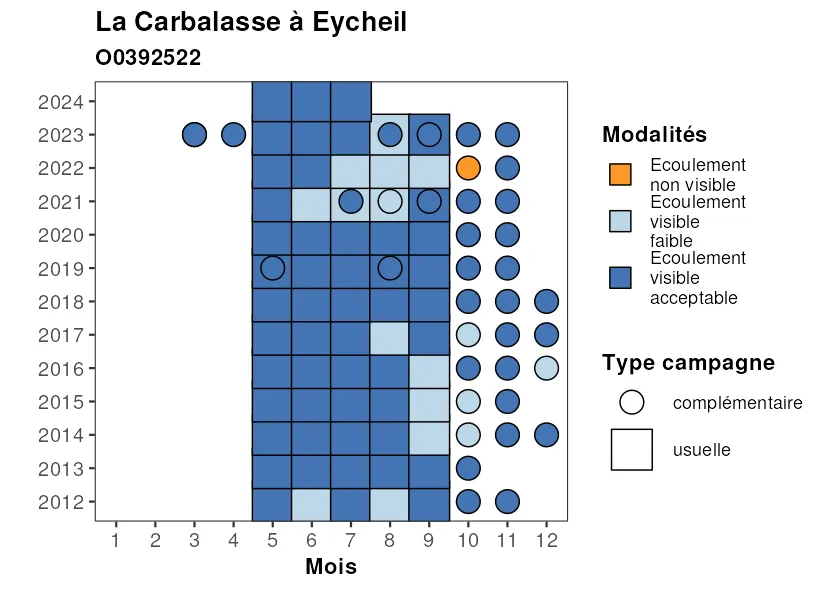 La Carbalasse à Eycheil
O0392522
2024
2023
2022
2021
2020
2019
2018
2017
2016
2015
2014
2013
2012
1 2 3 4 5 6 7 8 9 10 11 12
Mois
Modalités
Ecoulement
non visible
Ecoulement
visible
faible
Ecoulement
visible
acceptable
Type campagne
complémentaire
usuelle